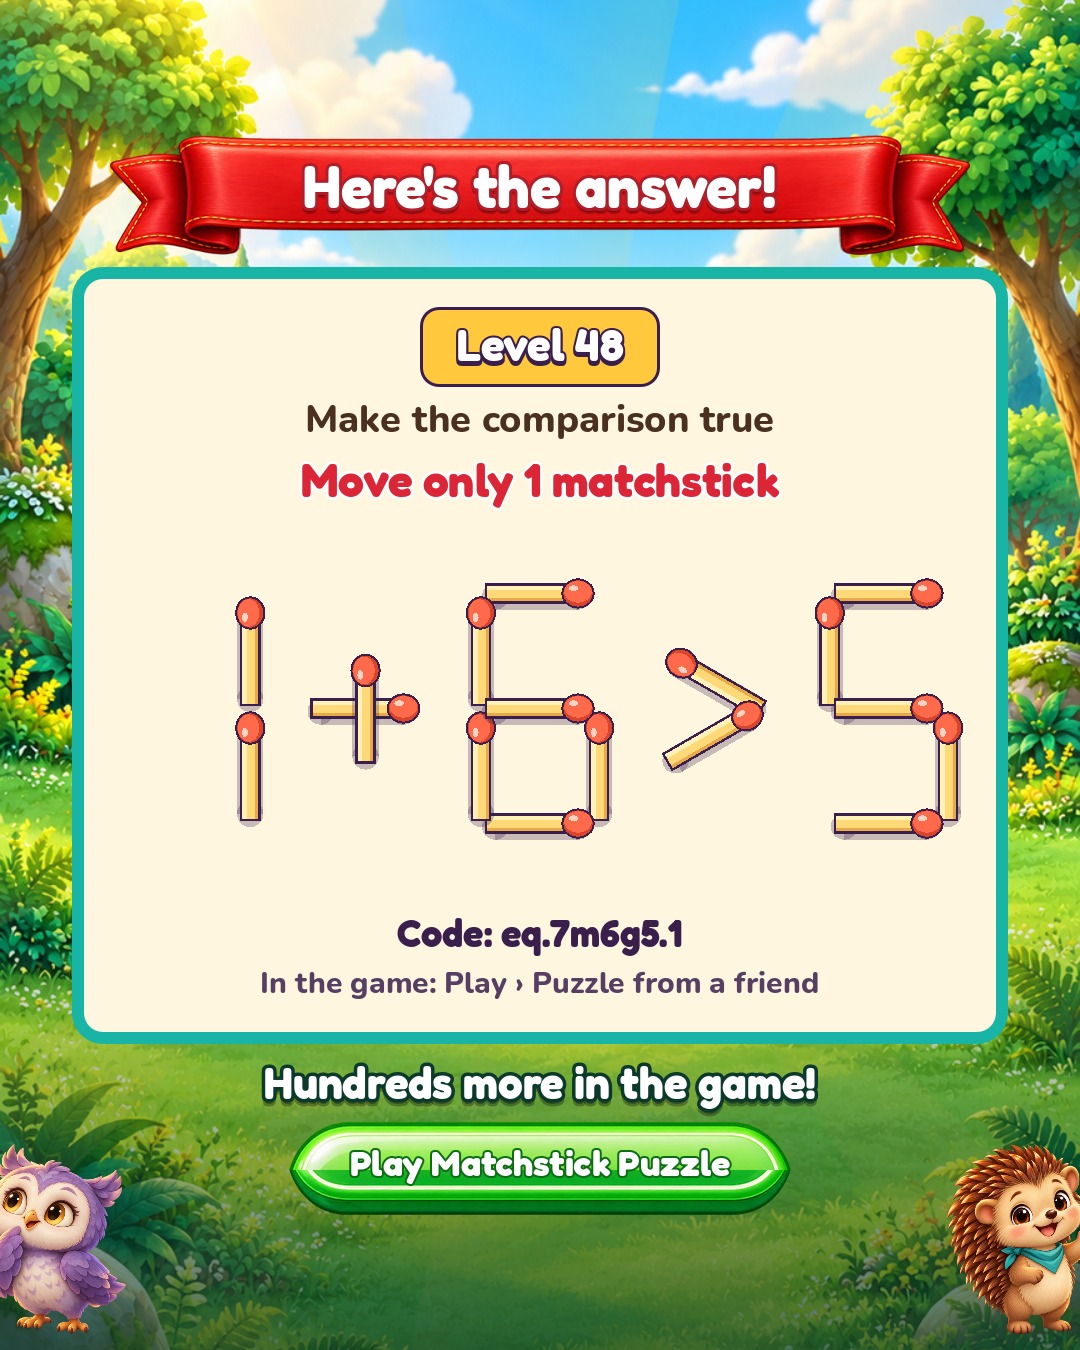 Here's the answer!
Level 48
Make the comparison true
Move only 1 matchstick
1 + 6 > 5
Code: eq.7m6g5.1
In the game: Play › Puzzle from a friend
Hundreds more in the game!
Play Matchstick Puzzle